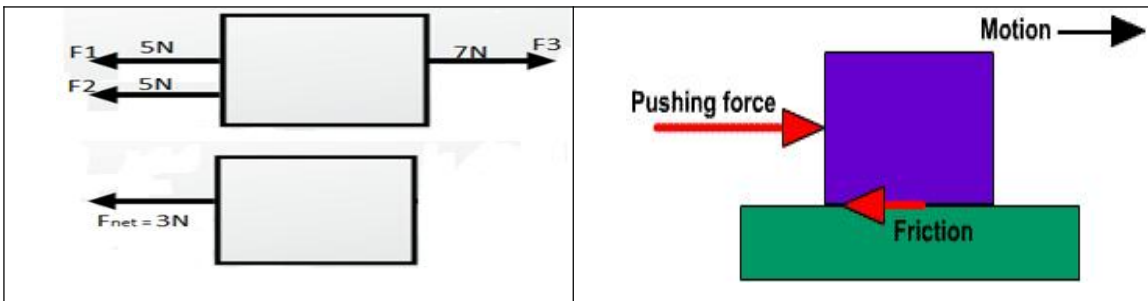 F1 5N 7N F3
F2 5N
Fnet = 3N
Motion
Pushing force
Friction